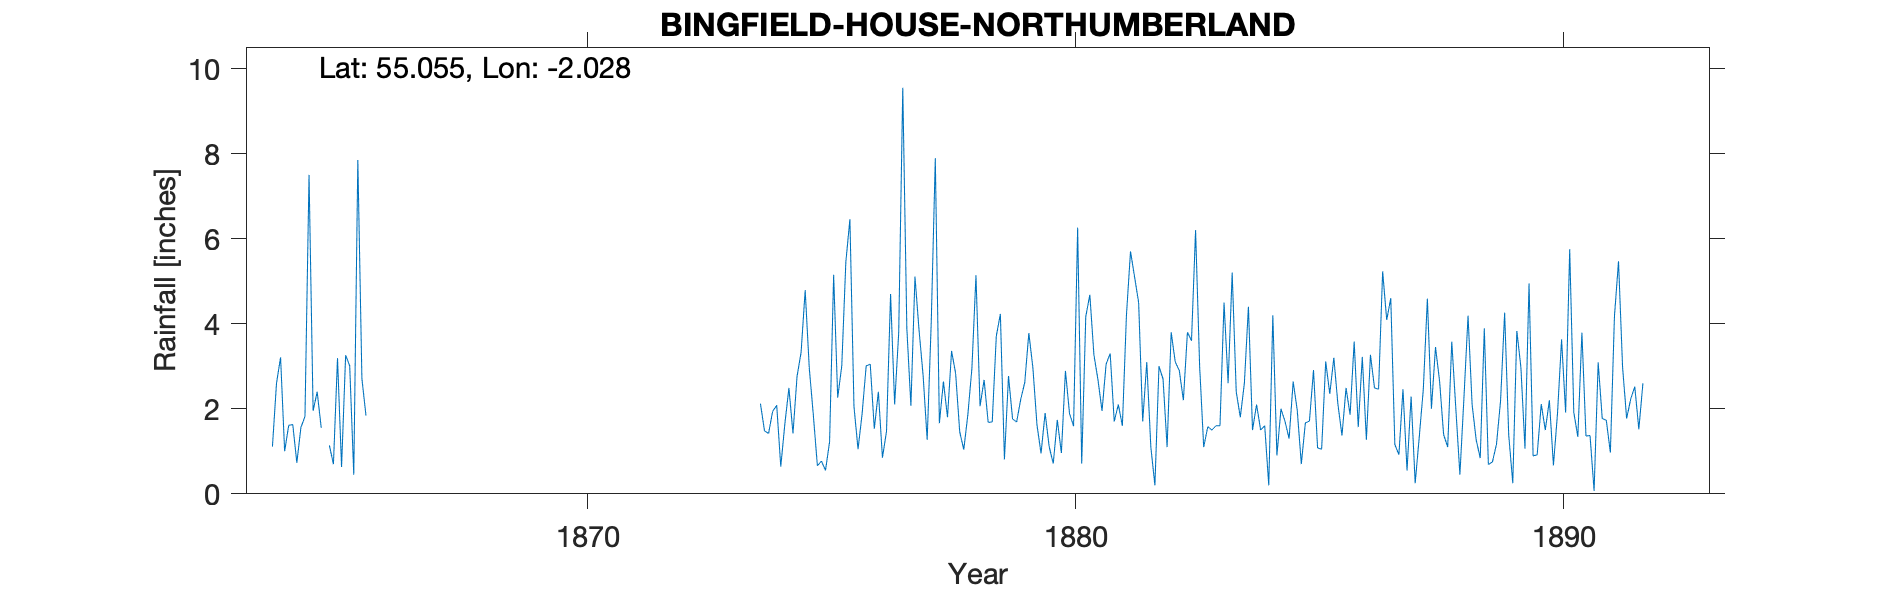 BINGFIELD-HOUSE-NORTHUMBERLAND
Lat: 55.055, Lon: -2.028
10
8
6
4
2
0
Rainfall [inches]
1870 1880 1890
Year